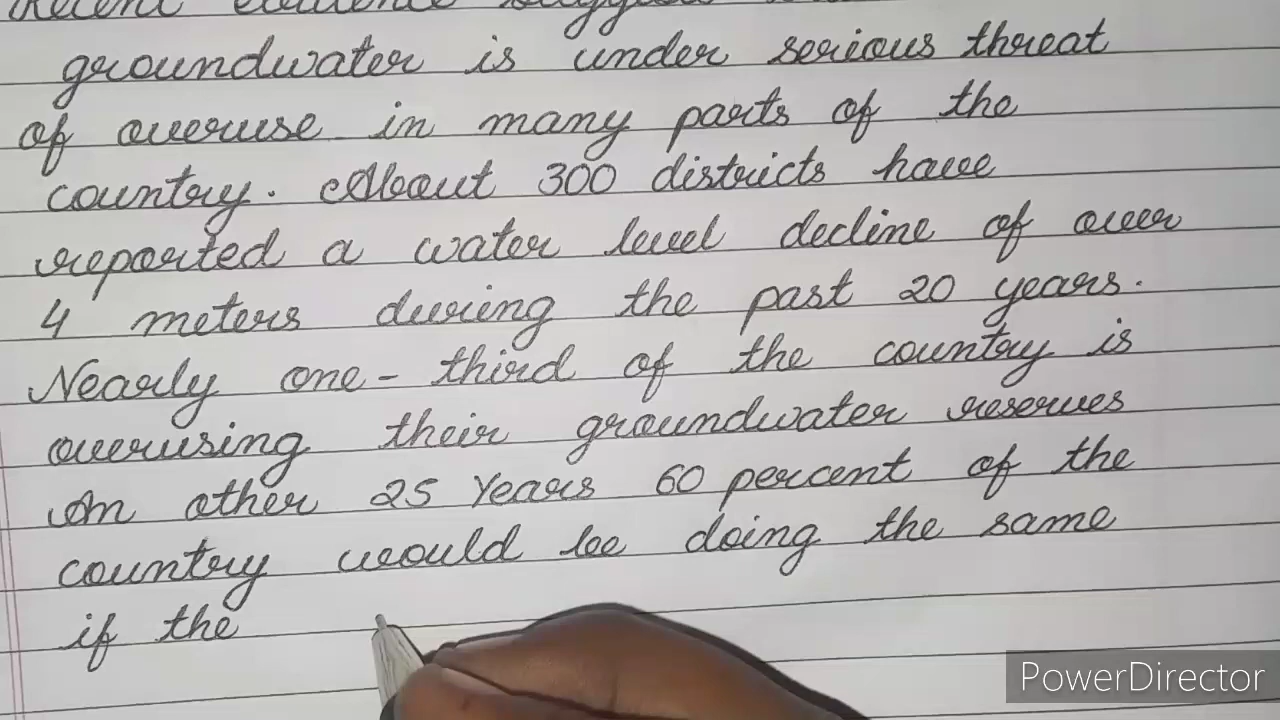 Recent evidence suggest
groundwater is under serious threat
of overuse in many parts of the
country. About 300 districts have
reported a water level decline of over
4 meters during the past 20 years.
Nearly one-third of the country is
overusing their groundwater reserves
In other 25 Years 60 percent of the
country would be doing the same
if the
PowerDirector